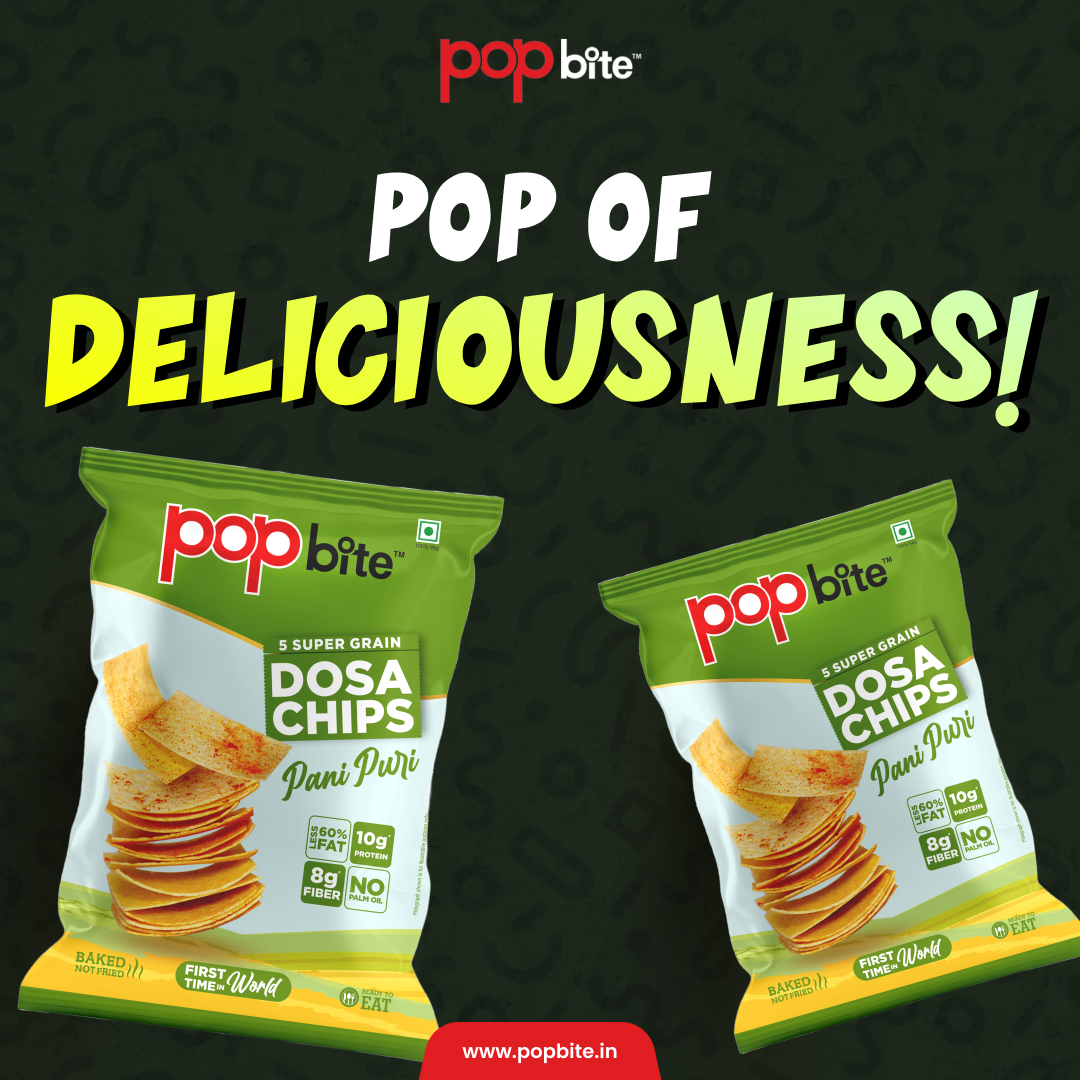 pop bite™
POP OF
DELICIOUSNESS!
pop bite™
100% Veg
5 SUPER GRAIN
DOSA
CHIPS
Pani Puri
LESS 60% FAT
10g* PROTEIN
8g* FIBER
NO PALM OIL
BAKED
NOT FRIED
FIRST
TIME IN World
READY TO
EAT
pop bite™
5 SUPER GRAIN
DOSA
CHIPS
Pani Puri
LESS 60% FAT
10g* PROTEIN
8g* FIBER
NO PALM OIL
BAKED
NOT FRIED
FIRST
TIME IN World
READY TO
EAT
www.popbite.in